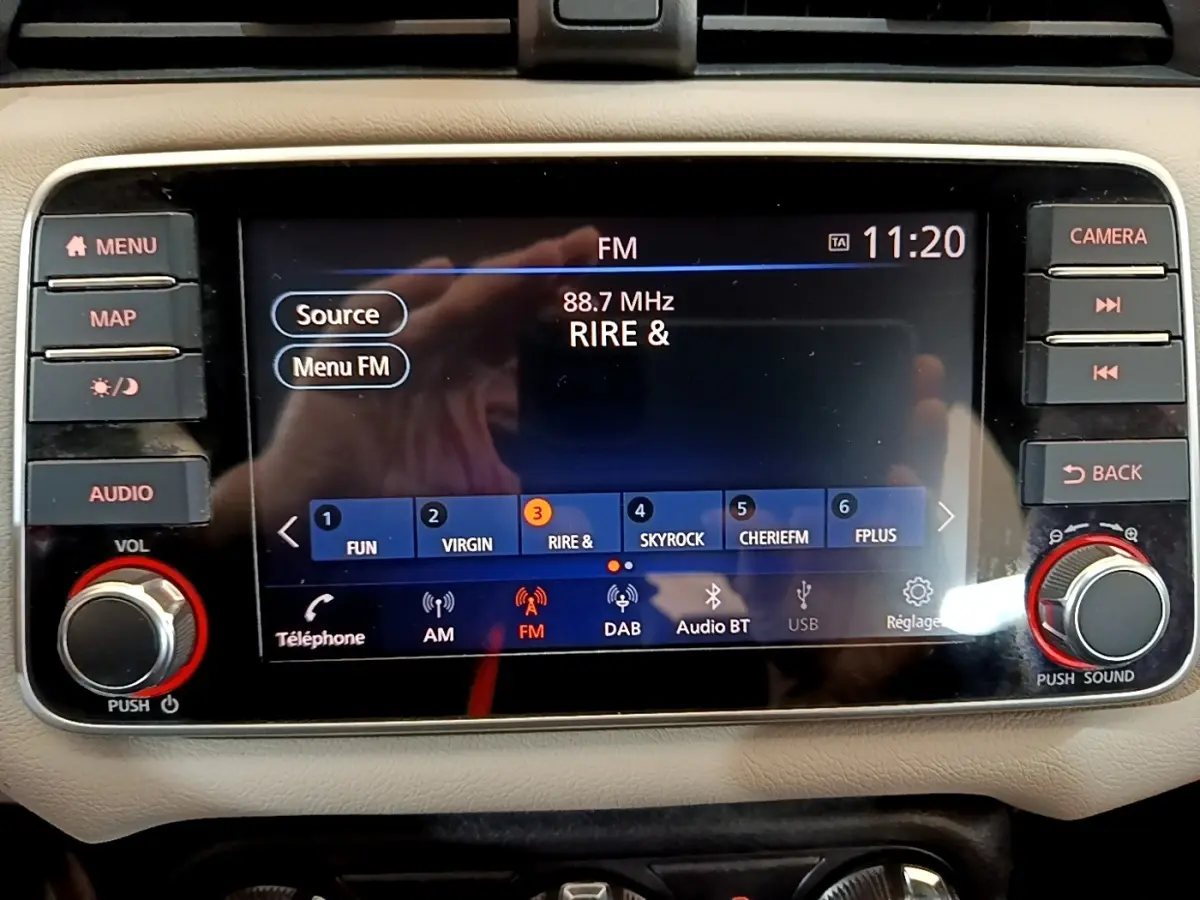 MENU
MAP
AUDIO
VOL
PUSH
FM
TA
11:20
Source
Menu FM
88.7 MHz
RIRE &
1 FUN
2 VIRGIN
3 RIRE &
4 SKYROCK
5 CHERIEFM
6 FPLUS
Téléphone
AM
FM
DAB
Audio BT
USB
Réglages
CAMERA
BACK
PUSH SOUND